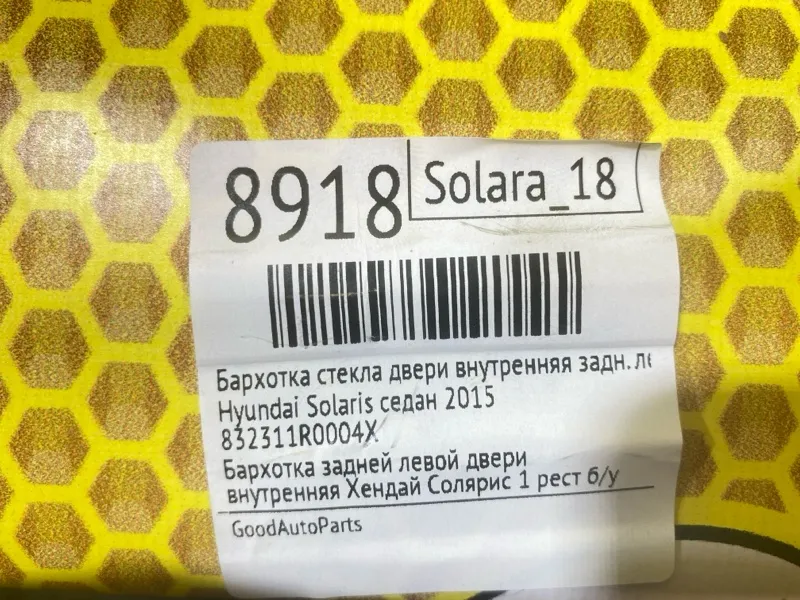 8918
Solara_18
Бархотка стекла двери внутренняя задн.
Hyundai Solaris седан 2015
832311R0004X
Бархотка задней левой двери
внутренняя Хендай Солярис 1 рест б/у
GoodAutoParts